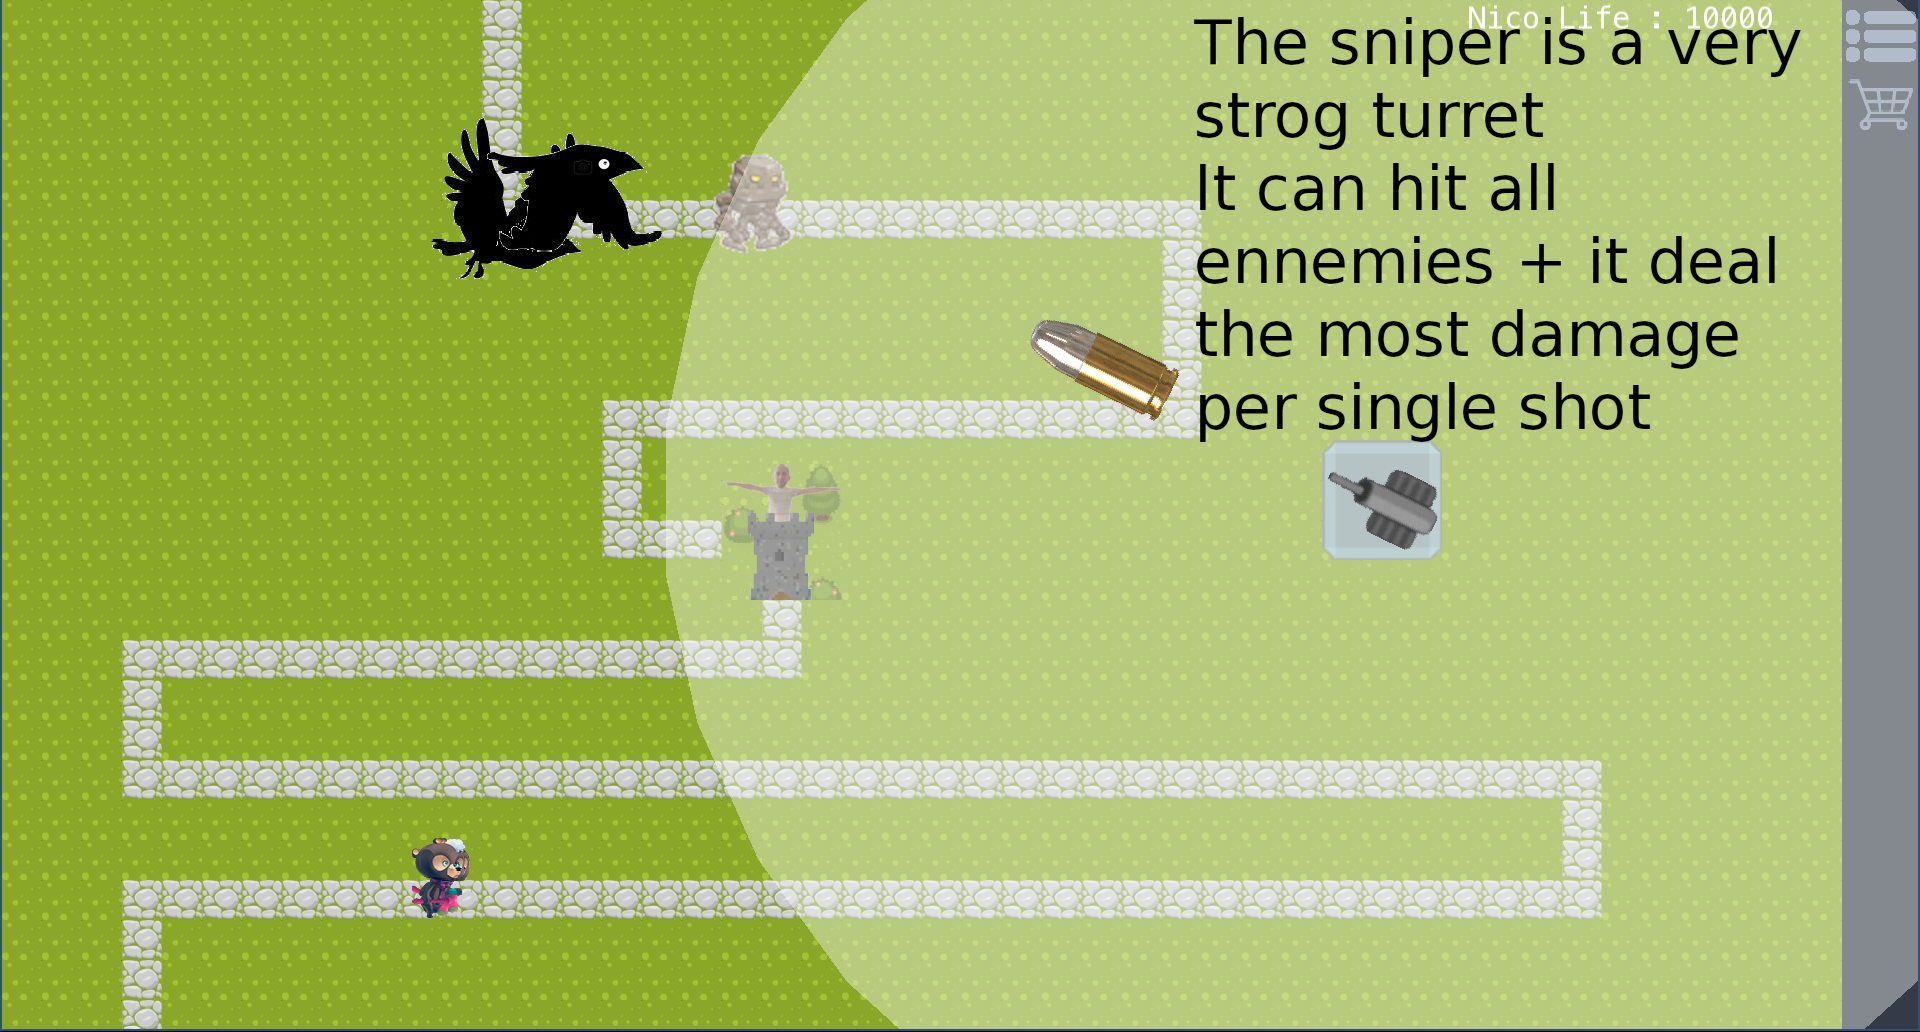 Nico Life : 10000
The sniper is a very
strog turret
It can hit all
ennemies + it deal
the most damage
per single shot